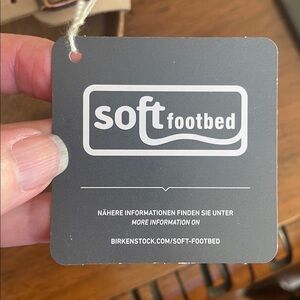 soft footbed
NÄHERE INFORMATIONEN FINDEN SIE UNTER
MORE INFORMATION ON
BIRKENSTOCK.COM/SOFT-FOOTBED